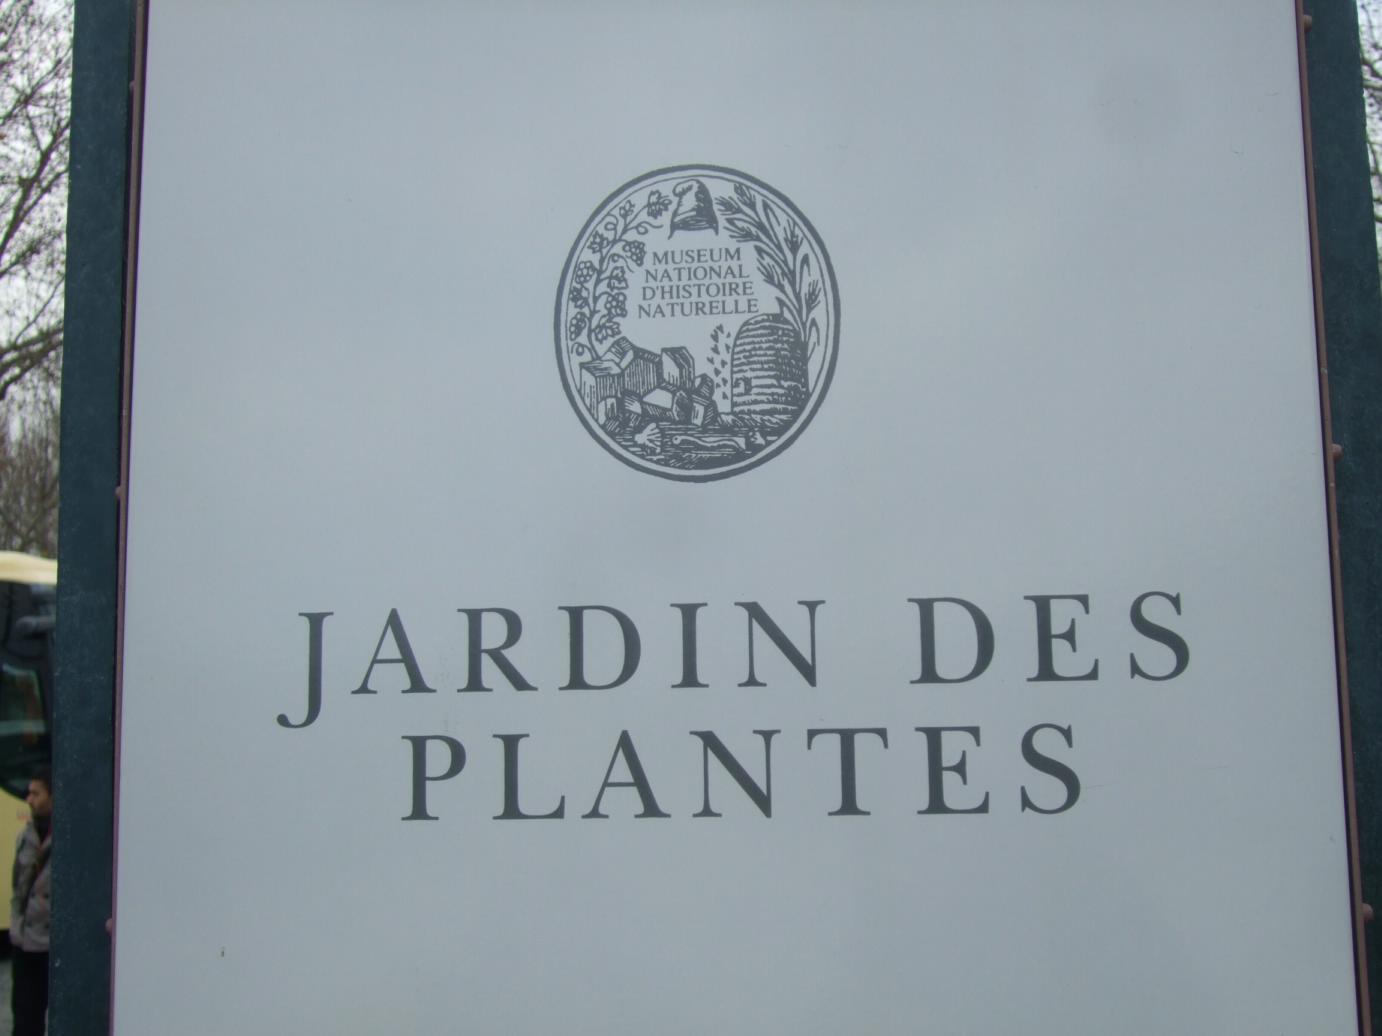 MUSEUM
NATIONAL
D'HISTOIRE
NATURELLE
JARDIN DES
PLANTES